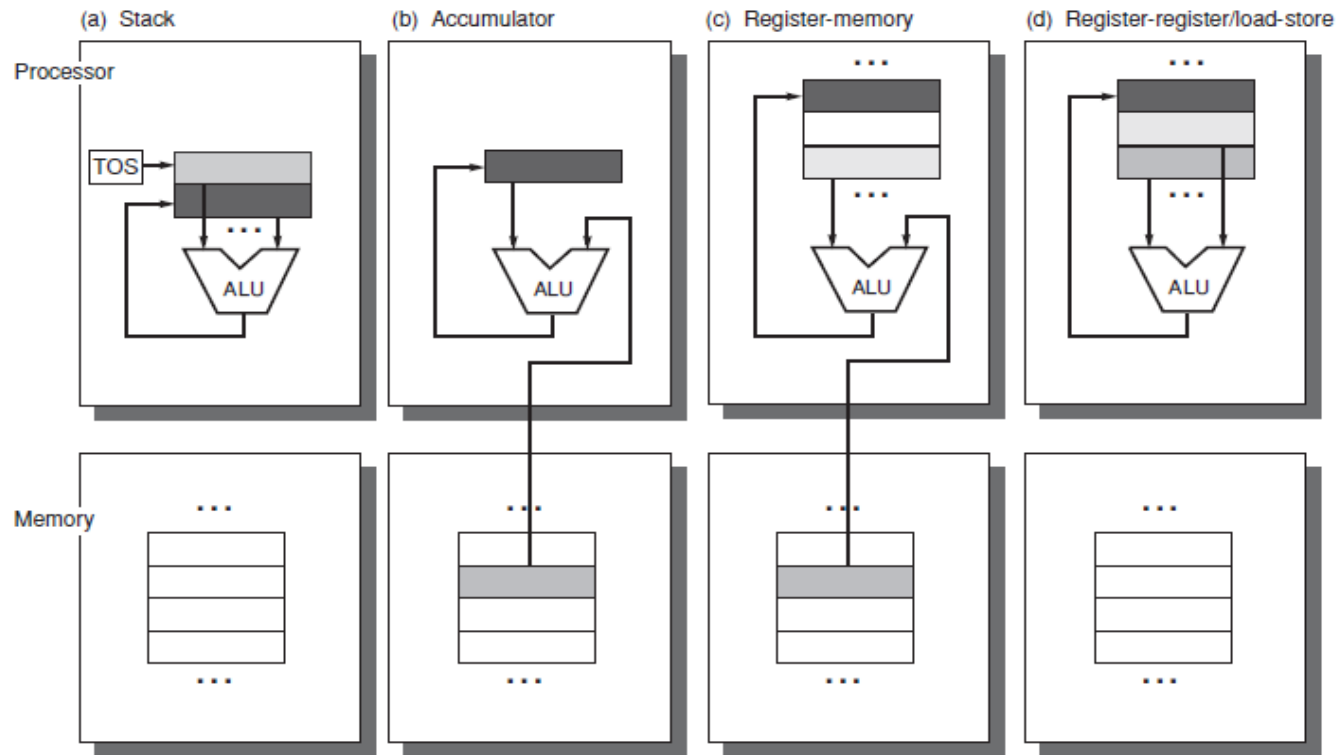 (a) Stack
(b) Accumulator
(c) Register-memory
(d) Register-register/load-store
Processor
...
...
TOS
...
...
...
ALU
ALU
ALU
ALU
Memory
...
...
...
...
...
...
...
...